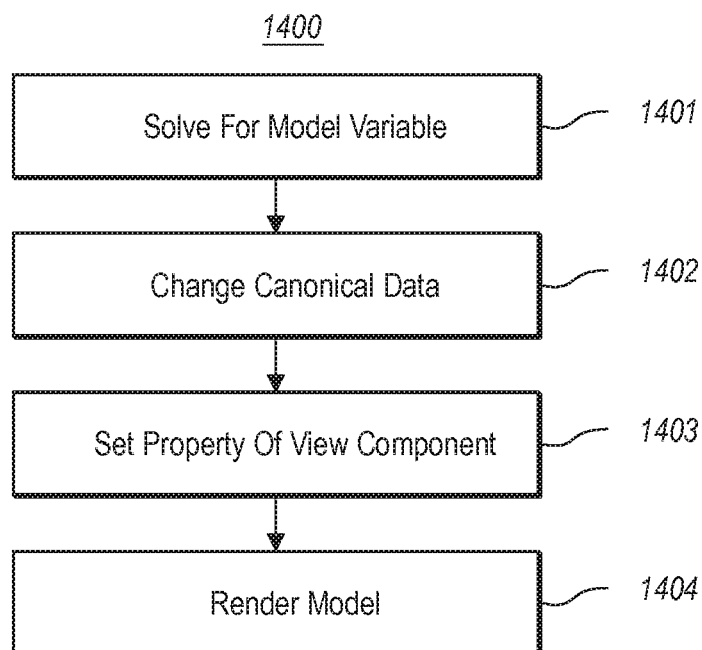 1400
Solve For Model Variable
1401
Change Canonical Data
1402
Set Property Of View Component
1403
Render Model
1404